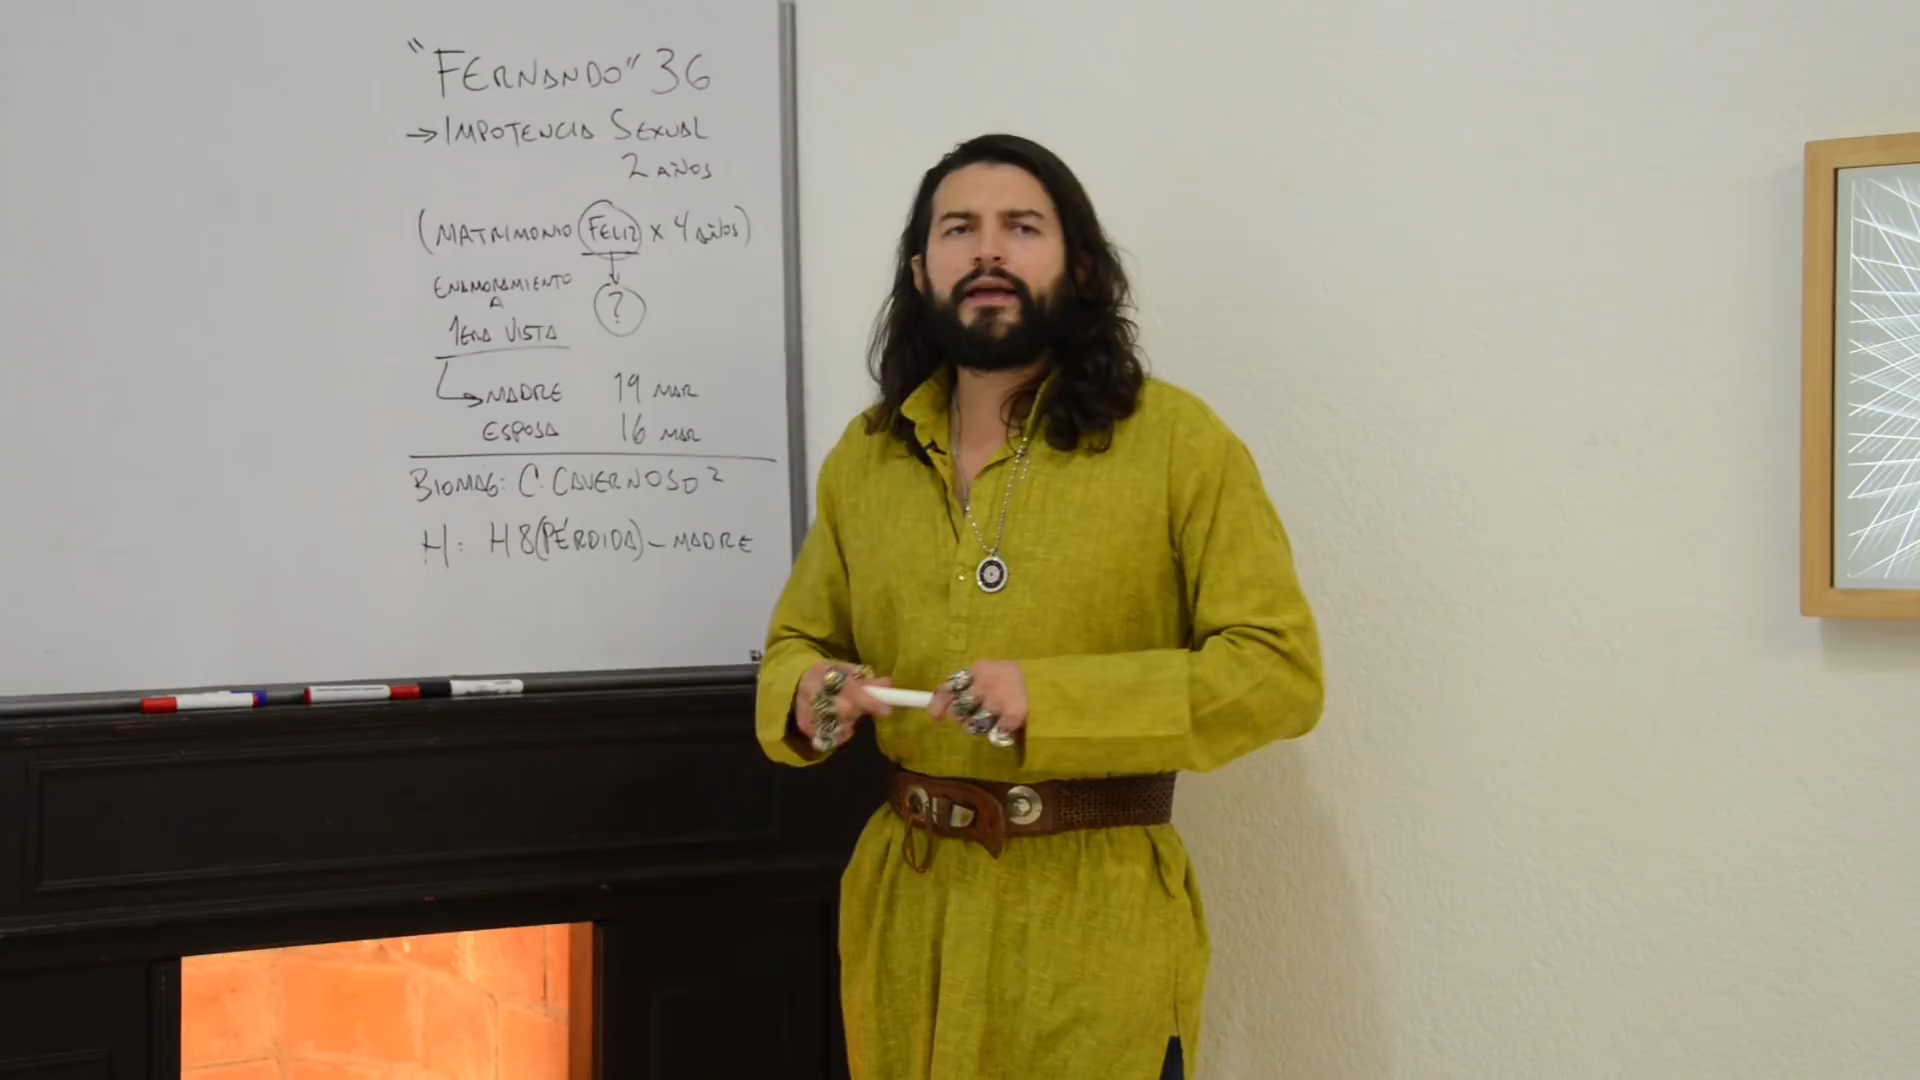 "FERNANDO" 36
→ IMPOTENCIA SEXUAL
2 AÑOS
(MATRIMONIO FELIZ x 4 AÑOS)
ENAMORAMIENTO
A
?
1ERA VISTA
MADRE 19 MAR
ESPOSA 16 MAR
BIOMAG: C. CAVERNOSO 2
H: H8 (PÉRDIDA) - MADRE